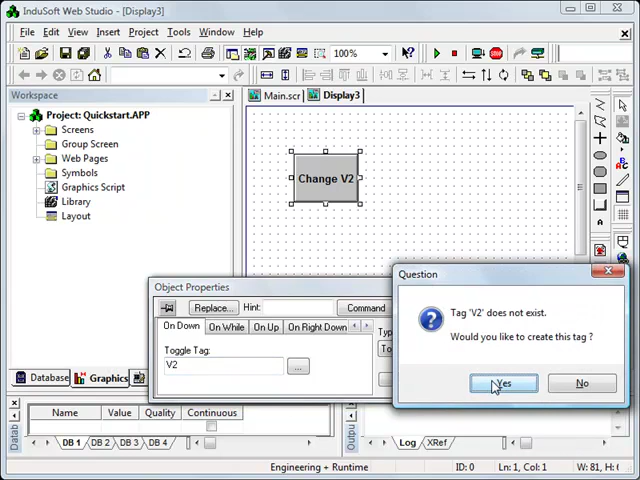 InduSoft Web Studio - [Display3]
File Edit View Insert Project Tools Window Help
100%
Workspace
Main.scr Display3
Project: Quickstart.APP
Screens
Group Screen
Web Pages
Symbols
Graphics Script
Library
Layout
Change V2
Question
Tag 'V2' does not exist.
Would you like to create this tag ?
Yes No
Object Properties
Replace... Hint: Command
On Down On While On Up On Right Down
Toggle Tag:
V2 ...
Database Graphics
Name Value Quality Continuous
DB 1 DB 2 DB 3 DB 4
Log XRef
Engineering + Runtime ID: 0 Ln: 1, Col: 1